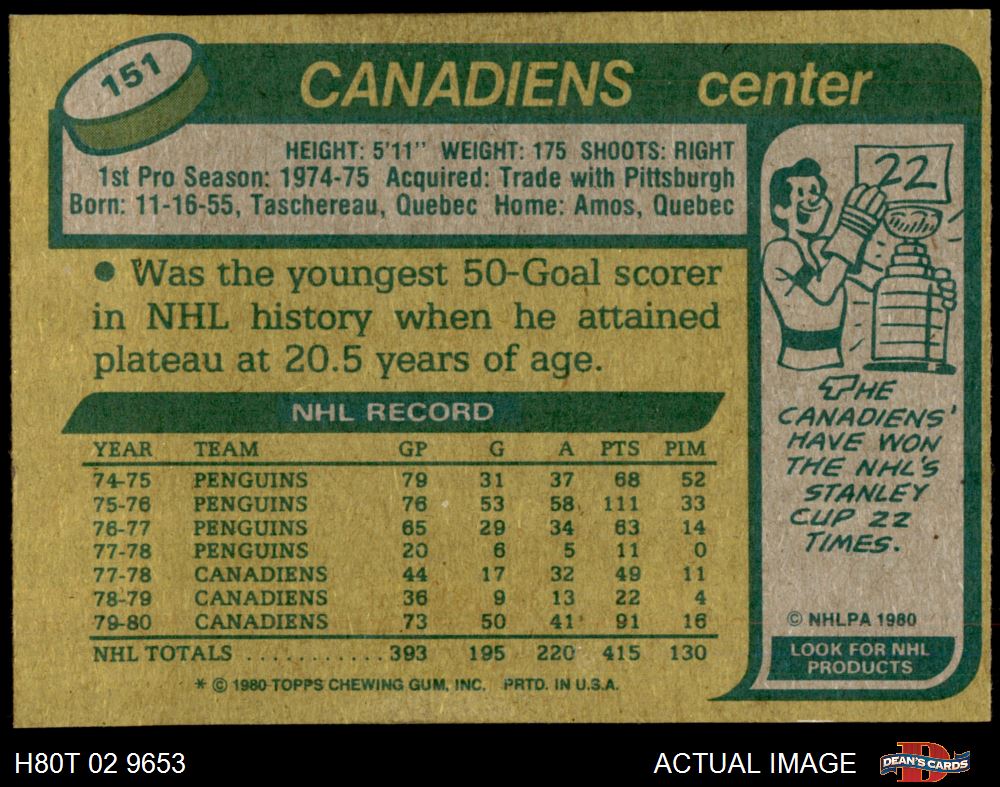 151
CANADIENS center
HEIGHT: 5'11" WEIGHT: 175 SHOOTS: RIGHT
1st Pro Season: 1974-75 Acquired: Trade with Pittsburgh
Born: 11-16-55, Taschereau, Quebec Home: Amos, Quebec
• Was the youngest 50-Goal scorer
in NHL history when he attained
plateau at 20.5 years of age.
NHL RECORD
YEAR TEAM GP G A PTS PIM
74-75 PENGUINS 79 31 37 68 52
75-76 PENGUINS 76 53 58 111 33
76-77 PENGUINS 65 29 34 63 14
77-78 PENGUINS 20 6 5 11 0
77-78 CANADIENS 44 17 32 49 11
78-79 CANADIENS 36 9 13 22 4
79-80 CANADIENS 73 50 41 91 16
NHL TOTALS ........... 393 195 220 415 130
* © 1980 TOPPS CHEWING GUM, INC. PRTD. IN U.S.A.
22
THE
CANADIENS'
HAVE WON
THE NHL'S
STANLEY
CUP 22
TIMES.
© NHLPA 1980
LOOK FOR NHL
PRODUCTS
H80T 02 9653
ACTUAL IMAGE
D
DEAN'S CARDS